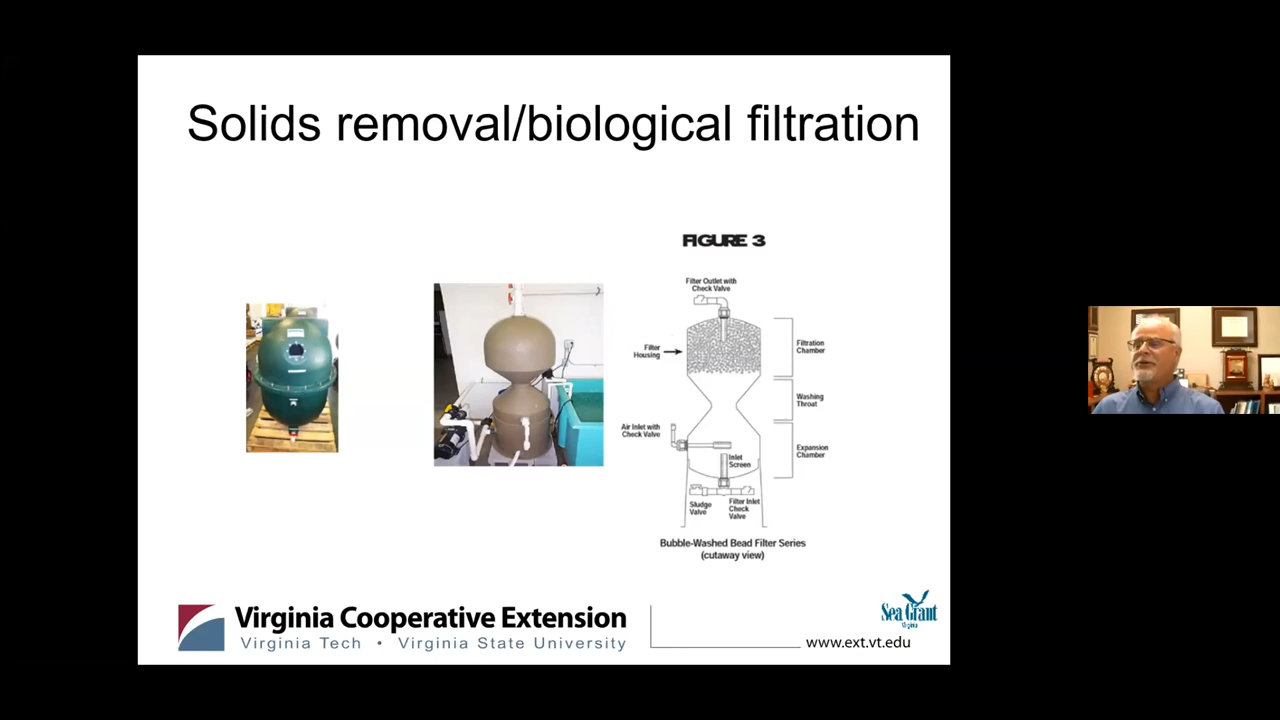 Solids removal/biological filtration
FIGURE 3
Filter Outlet with
Check Valve
Filter
Housing
Filtration
Chamber
Washing
Throat
Air Inlet with
Check Valve
Expansion
Chamber
Inlet
Screen
Sludge
Valve
Filter Inlet
Check
Valve
Bubble-Washed Bead Filter Series
(cutaway view)
Virginia Cooperative Extension
Virginia Tech • Virginia State University
Sea Grant
Virginia
www.ext.vt.edu